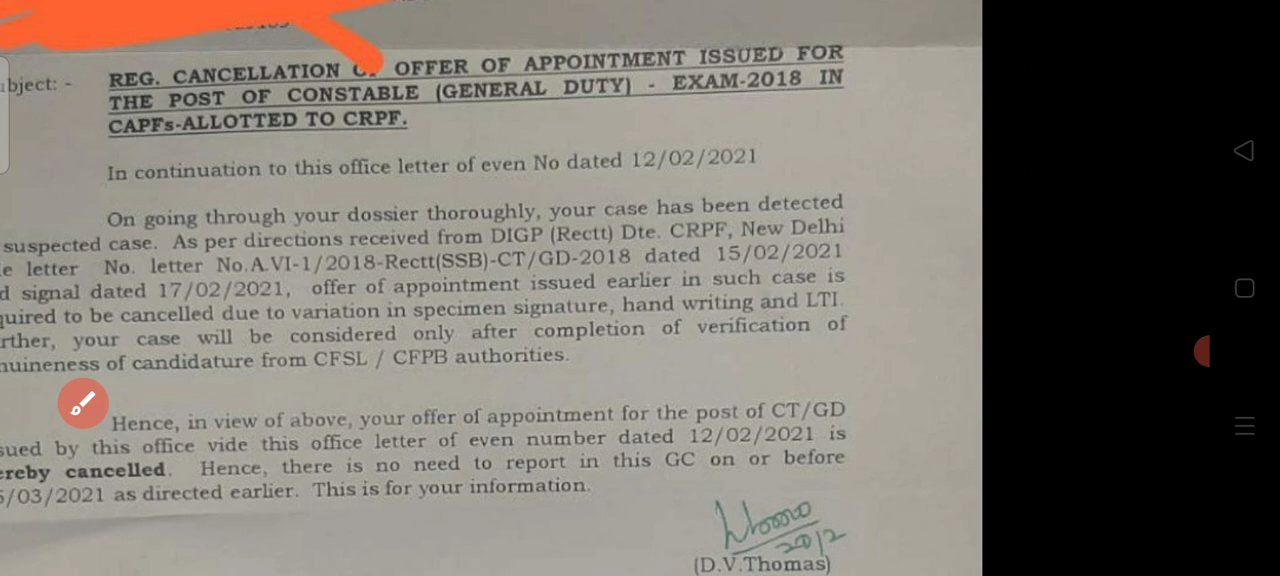 Subject: -
REG. CANCELLATION OFFER OF APPOINTMENT ISSUED FOR
THE POST OF CONSTABLE (GENERAL DUTY) - EXAM-2018 IN
CAPFs-ALLOTTED TO CRPF.
In continuation to this office letter of even No dated 12/02/2021
On going through your dossier thoroughly, your case has been detected
suspected case. As per directions received from DIGP (Rectt) Dte. CRPF, New Delhi
letter No. letter No.A.VI-1/2018-Rectt(SSB)-CT/GD-2018 dated 15/02/2021
signal dated 17/02/2021, offer of appointment issued earlier in such case is
quired to be cancelled due to variation in specimen signature, hand writing and LTI.
rther, your case will be considered only after completion of verification of
nuineness of candidature from CFSL / CFPB authorities.
Hence, in view of above, your offer of appointment for the post of CT/GD
sued by this office vide this office letter of even number dated 12/02/2021 is
ereby cancelled. Hence, there is no need to report in this GC on or before
5/03/2021 as directed earlier. This is for your information.
20/2
(D.V.Thomas)